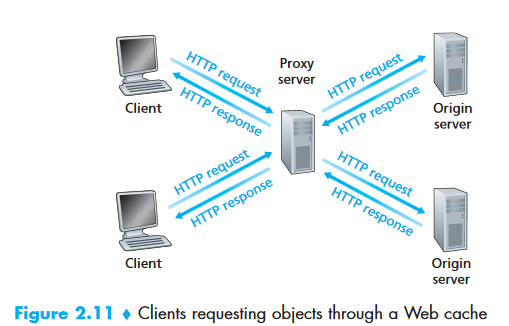 HTTP request
HTTP response
Client
Proxy
server
HTTP request
HTTP response
Origin
server
HTTP request
HTTP response
Client
HTTP request
HTTP response
Origin
server
Figure 2.11 ♦ Clients requesting objects through a Web cache